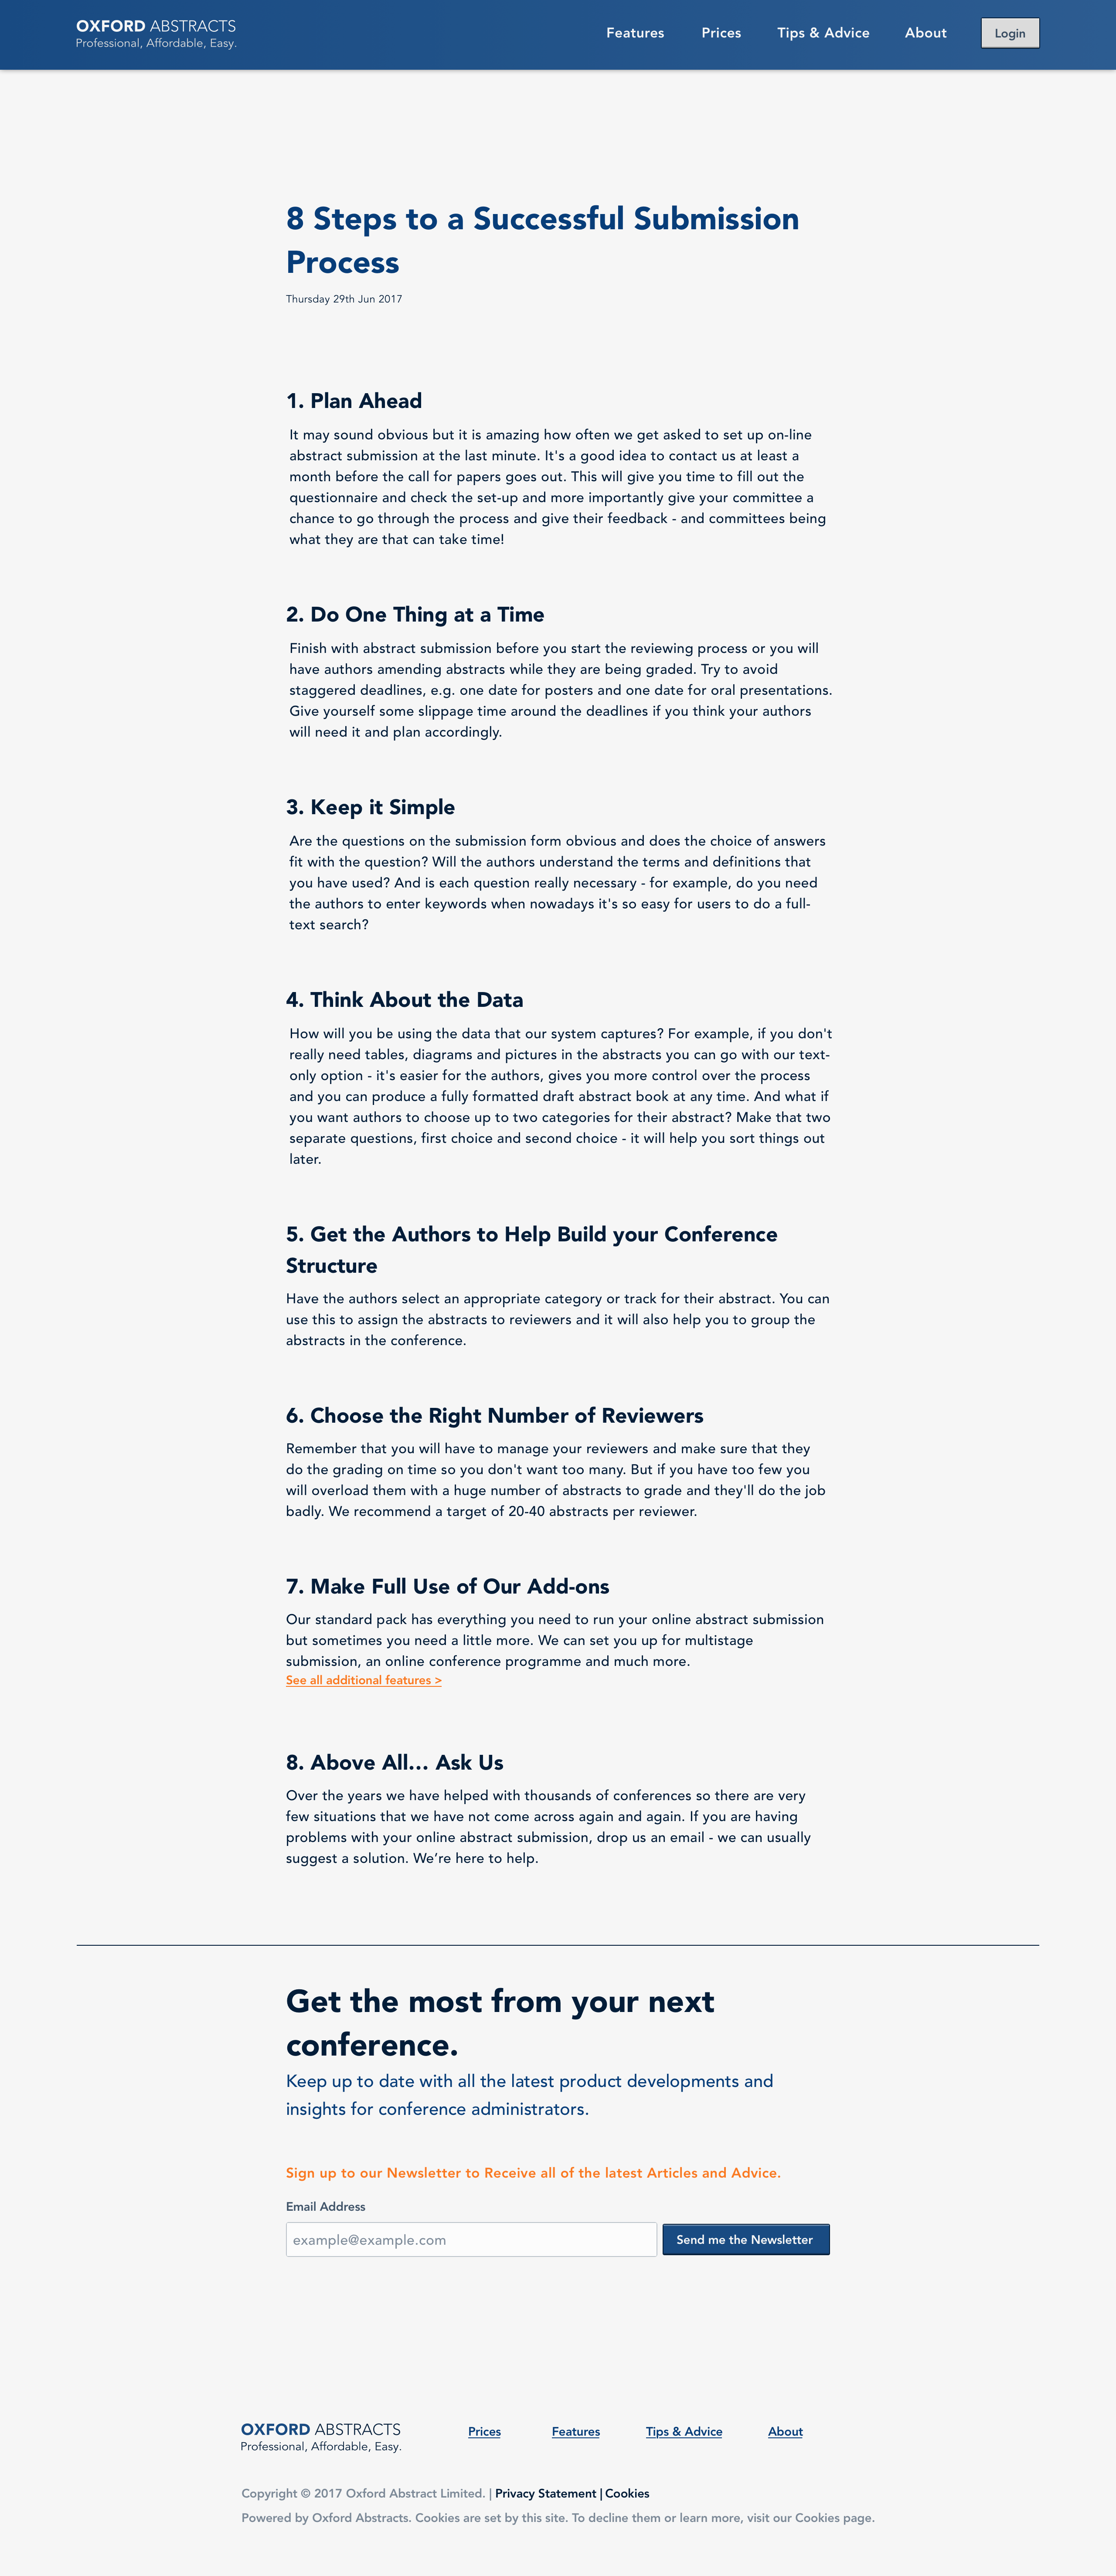 OXFORD ABSTRACTS
Professional, Affordable, Easy.
Features Prices Tips & Advice About Login
8 Steps to a Successful Submission
Process
Thursday 29th Jun 2017
1. Plan Ahead
It may sound obvious but it is amazing how often we get asked to set up on-line
abstract submission at the last minute. It's a good idea to contact us at least a
month before the call for papers goes out. This will give you time to fill out the
questionnaire and check the set-up and more importantly give your committee a
chance to go through the process and give their feedback - and committees being
what they are that can take time!
2. Do One Thing at a Time
Finish with abstract submission before you start the reviewing process or you will
have authors amending abstracts while they are being graded. Try to avoid
staggered deadlines, e.g. one date for posters and one date for oral presentations.
Give yourself some slippage time around the deadlines if you think your authors
will need it and plan accordingly.
3. Keep it Simple
Are the questions on the submission form obvious and does the choice of answers
fit with the question? Will the authors understand the terms and definitions that
you have used? And is each question really necessary - for example, do you need
the authors to enter keywords when nowadays it's so easy for users to do a full-
text search?
4. Think About the Data
How will you be using the data that our system captures? For example, if you don't
really need tables, diagrams and pictures in the abstracts you can go with our text-
only option - it's easier for the authors, gives you more control over the process
and you can produce a fully formatted draft abstract book at any time. And what if
you want authors to choose up to two categories for their abstract? Make that two
separate questions, first choice and second choice - it will help you sort things out
later.
5. Get the Authors to Help Build your Conference
Structure
Have the authors select an appropriate category or track for their abstract. You can
use this to assign the abstracts to reviewers and it will also help you to group the
abstracts in the conference.
6. Choose the Right Number of Reviewers
Remember that you will have to manage your reviewers and make sure that they
do the grading on time so you don't want too many. But if you have too few you
will overload them with a huge number of abstracts to grade and they'll do the job
badly. We recommend a target of 20-40 abstracts per reviewer.
7. Make Full Use of Our Add-ons
Our standard pack has everything you need to run your online abstract submission
but sometimes you need a little more. We can set you up for multistage
submission, an online conference programme and much more.
See all additional features >
8. Above All... Ask Us
Over the years we have helped with thousands of conferences so there are very
few situations that we have not come across again and again. If you are having
problems with your online abstract submission, drop us an email - we can usually
suggest a solution. We’re here to help.
Get the most from your next
conference.
Keep up to date with all the latest product developments and
insights for conference administrators.
Sign up to our Newsletter to Receive all of the latest Articles and Advice.
Email Address
example@example.com Send me the Newsletter
OXFORD ABSTRACTS
Professional, Affordable, Easy.
Prices Features Tips & Advice About
Copyright © 2017 Oxford Abstract Limited. | Privacy Statement | Cookies
Powered by Oxford Abstracts. Cookies are set by this site. To decline them or learn more, visit our Cookies page.